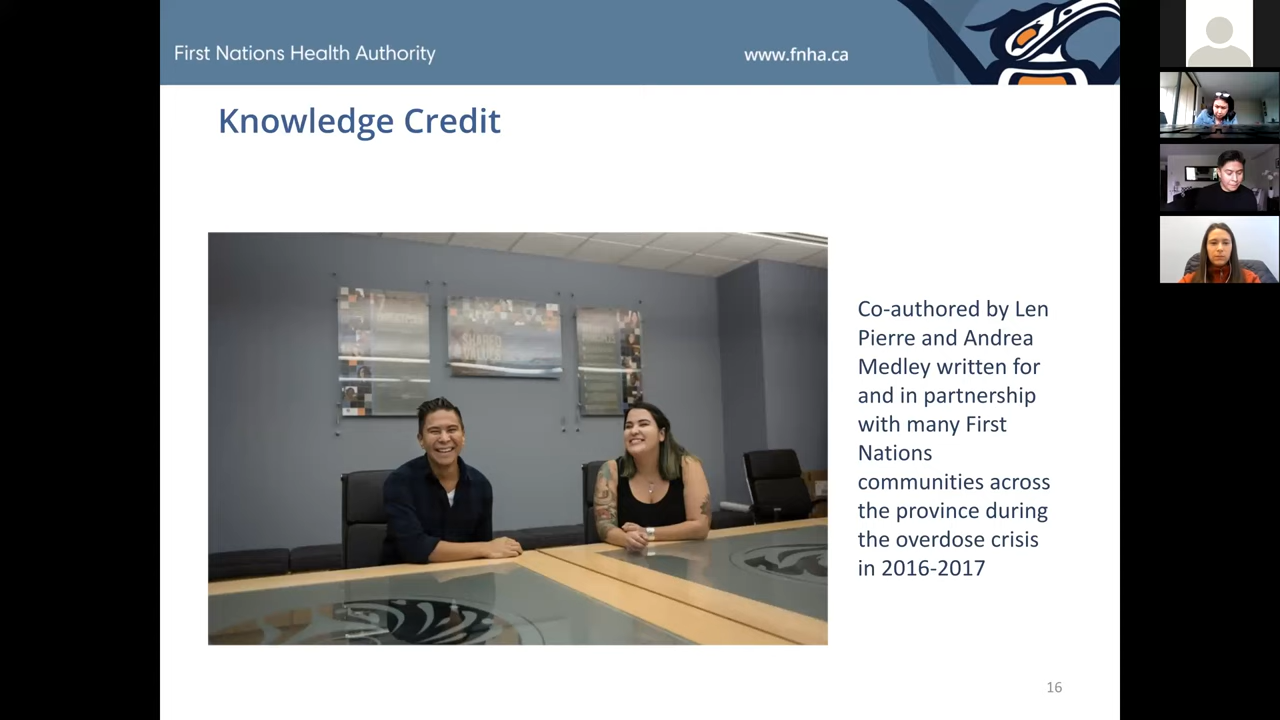 First Nations Health Authority
www.fnha.ca
Knowledge Credit
SHARED
Co-authored by Len
Pierre and Andrea
Medley written for
and in partnership
with many First
Nations
communities across
the province during
the overdose crisis
in 2016-2017
16